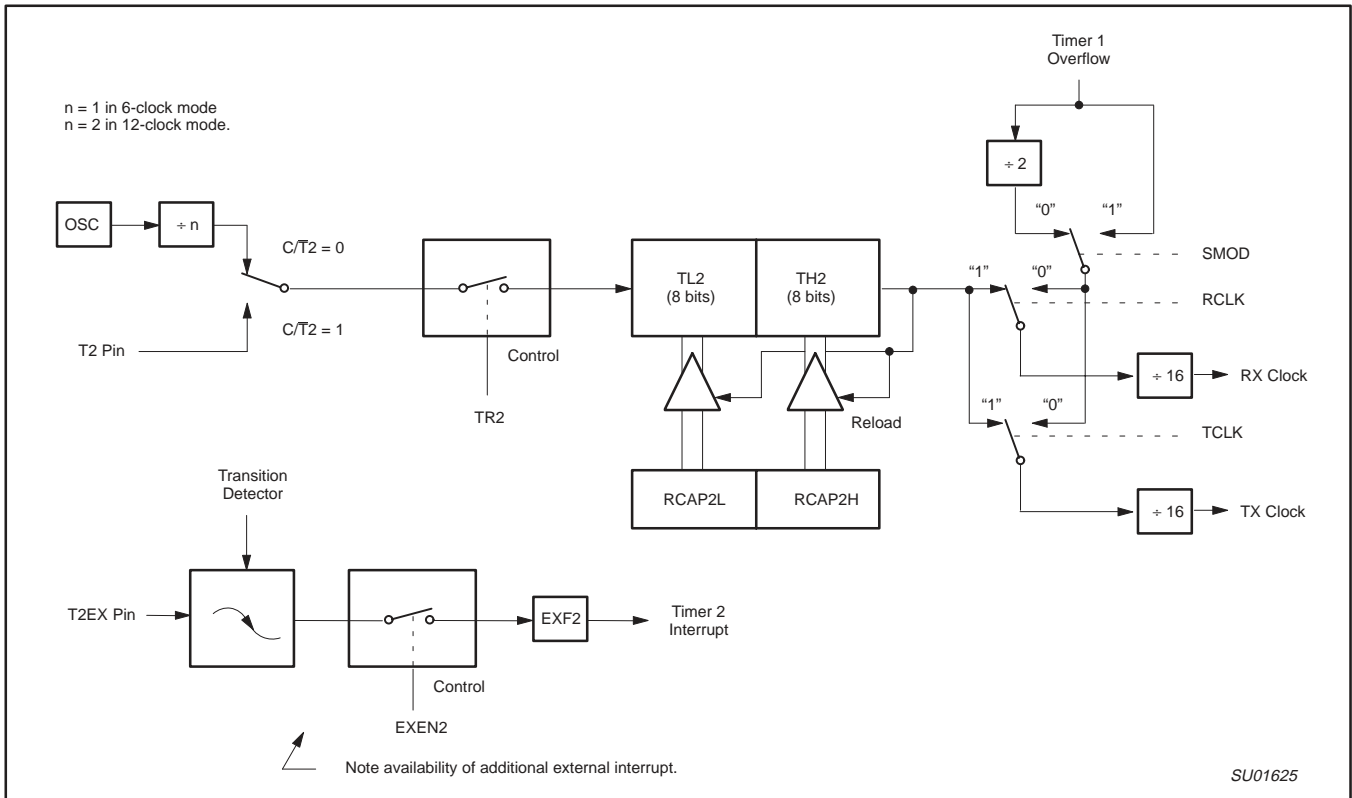 Timer 1
Overflow
n = 1 in 6-clock mode
n = 2 in 12-clock mode.
÷ 2
OSC
÷ n
C/T̅2 = 0
“0”
“1”
SMOD
TL2
(8 bits)
TH2
(8 bits)
“1”
“0”
RCLK
C/T̅2 = 1
T2 Pin
Control
÷ 16
RX Clock
TR2
Reload
“1”
“0”
TCLK
Transition
Detector
RCAP2L
RCAP2H
÷ 16
TX Clock
T2EX Pin
EXF2
Timer 2
Interrupt
Control
EXEN2
Note availability of additional external interrupt.
SU01625